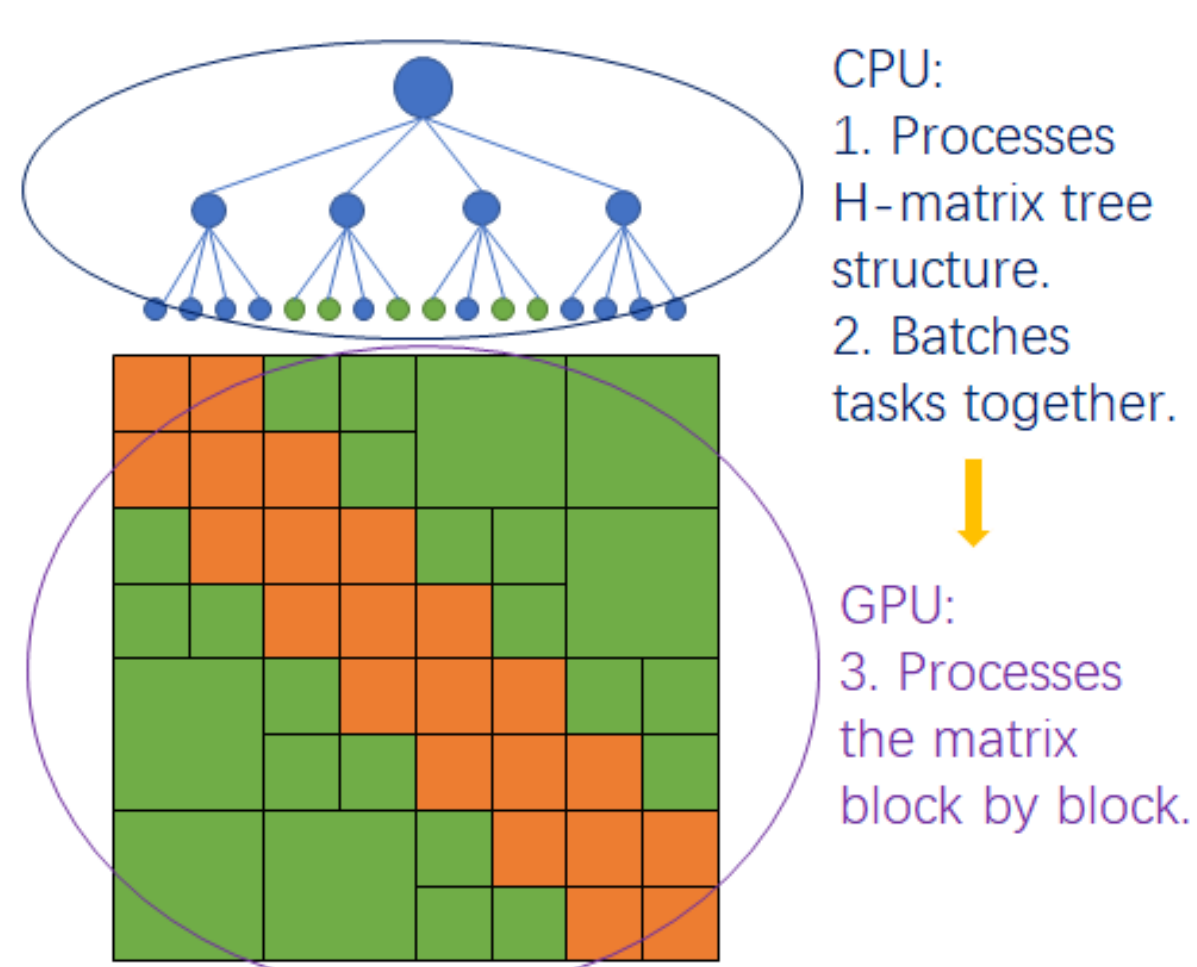 CPU:
1. Processes
H-matrix tree
structure.
2. Batches
tasks together.
GPU:
3. Processes
the matrix
block by block.